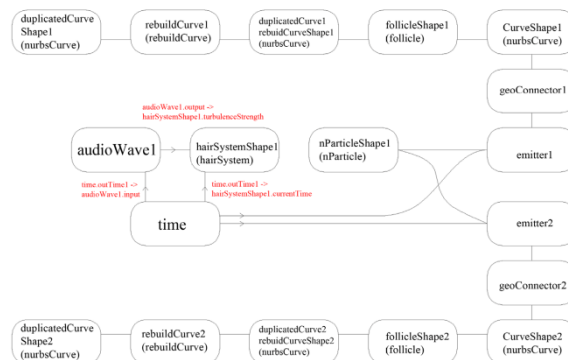 duplicatedCurve
Shape1
(nurbsCurve)
rebuildCurve1
(rebuildCurve)
duplicatedCurve1
rebuidCurveShape1
(nurbsCurve)
follicleShape1
(follicle)
CurveShape1
(nurbsCurve)
geoConnector1
audioWave1.output ->
hairSystemShape1.turbulenceStrength
audioWave1
hairSystemShape1
(hairSystem)
nParticleShape1
(nParticle)
emitter1
time.outTime1 ->
audioWave1.input
time.outTime1 ->
hairSystemShape1.currentTime
time
emitter2
geoConnector2
duplicatedCurve
Shape2
(nurbsCurve)
rebuildCurve2
(rebuildCurve)
duplicatedCurve2
rebuidCurveShape2
(nurbsCurve)
follicleShape2
(follicle)
CurveShape2
(nurbsCurve)